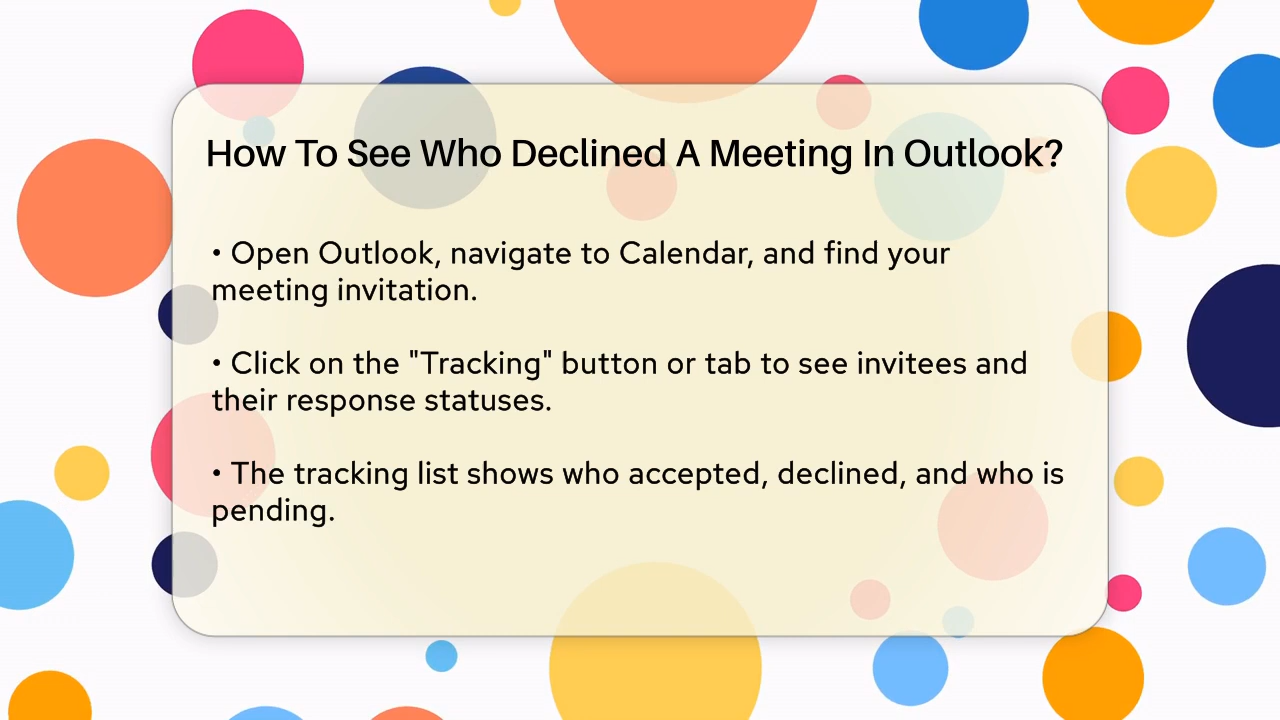 How To See Who Declined A Meeting In Outlook?
• Open Outlook, navigate to Calendar, and find your
meeting invitation.
• Click on the "Tracking" button or tab to see invitees and
their response statuses.
• The tracking list shows who accepted, declined, and who is
pending.